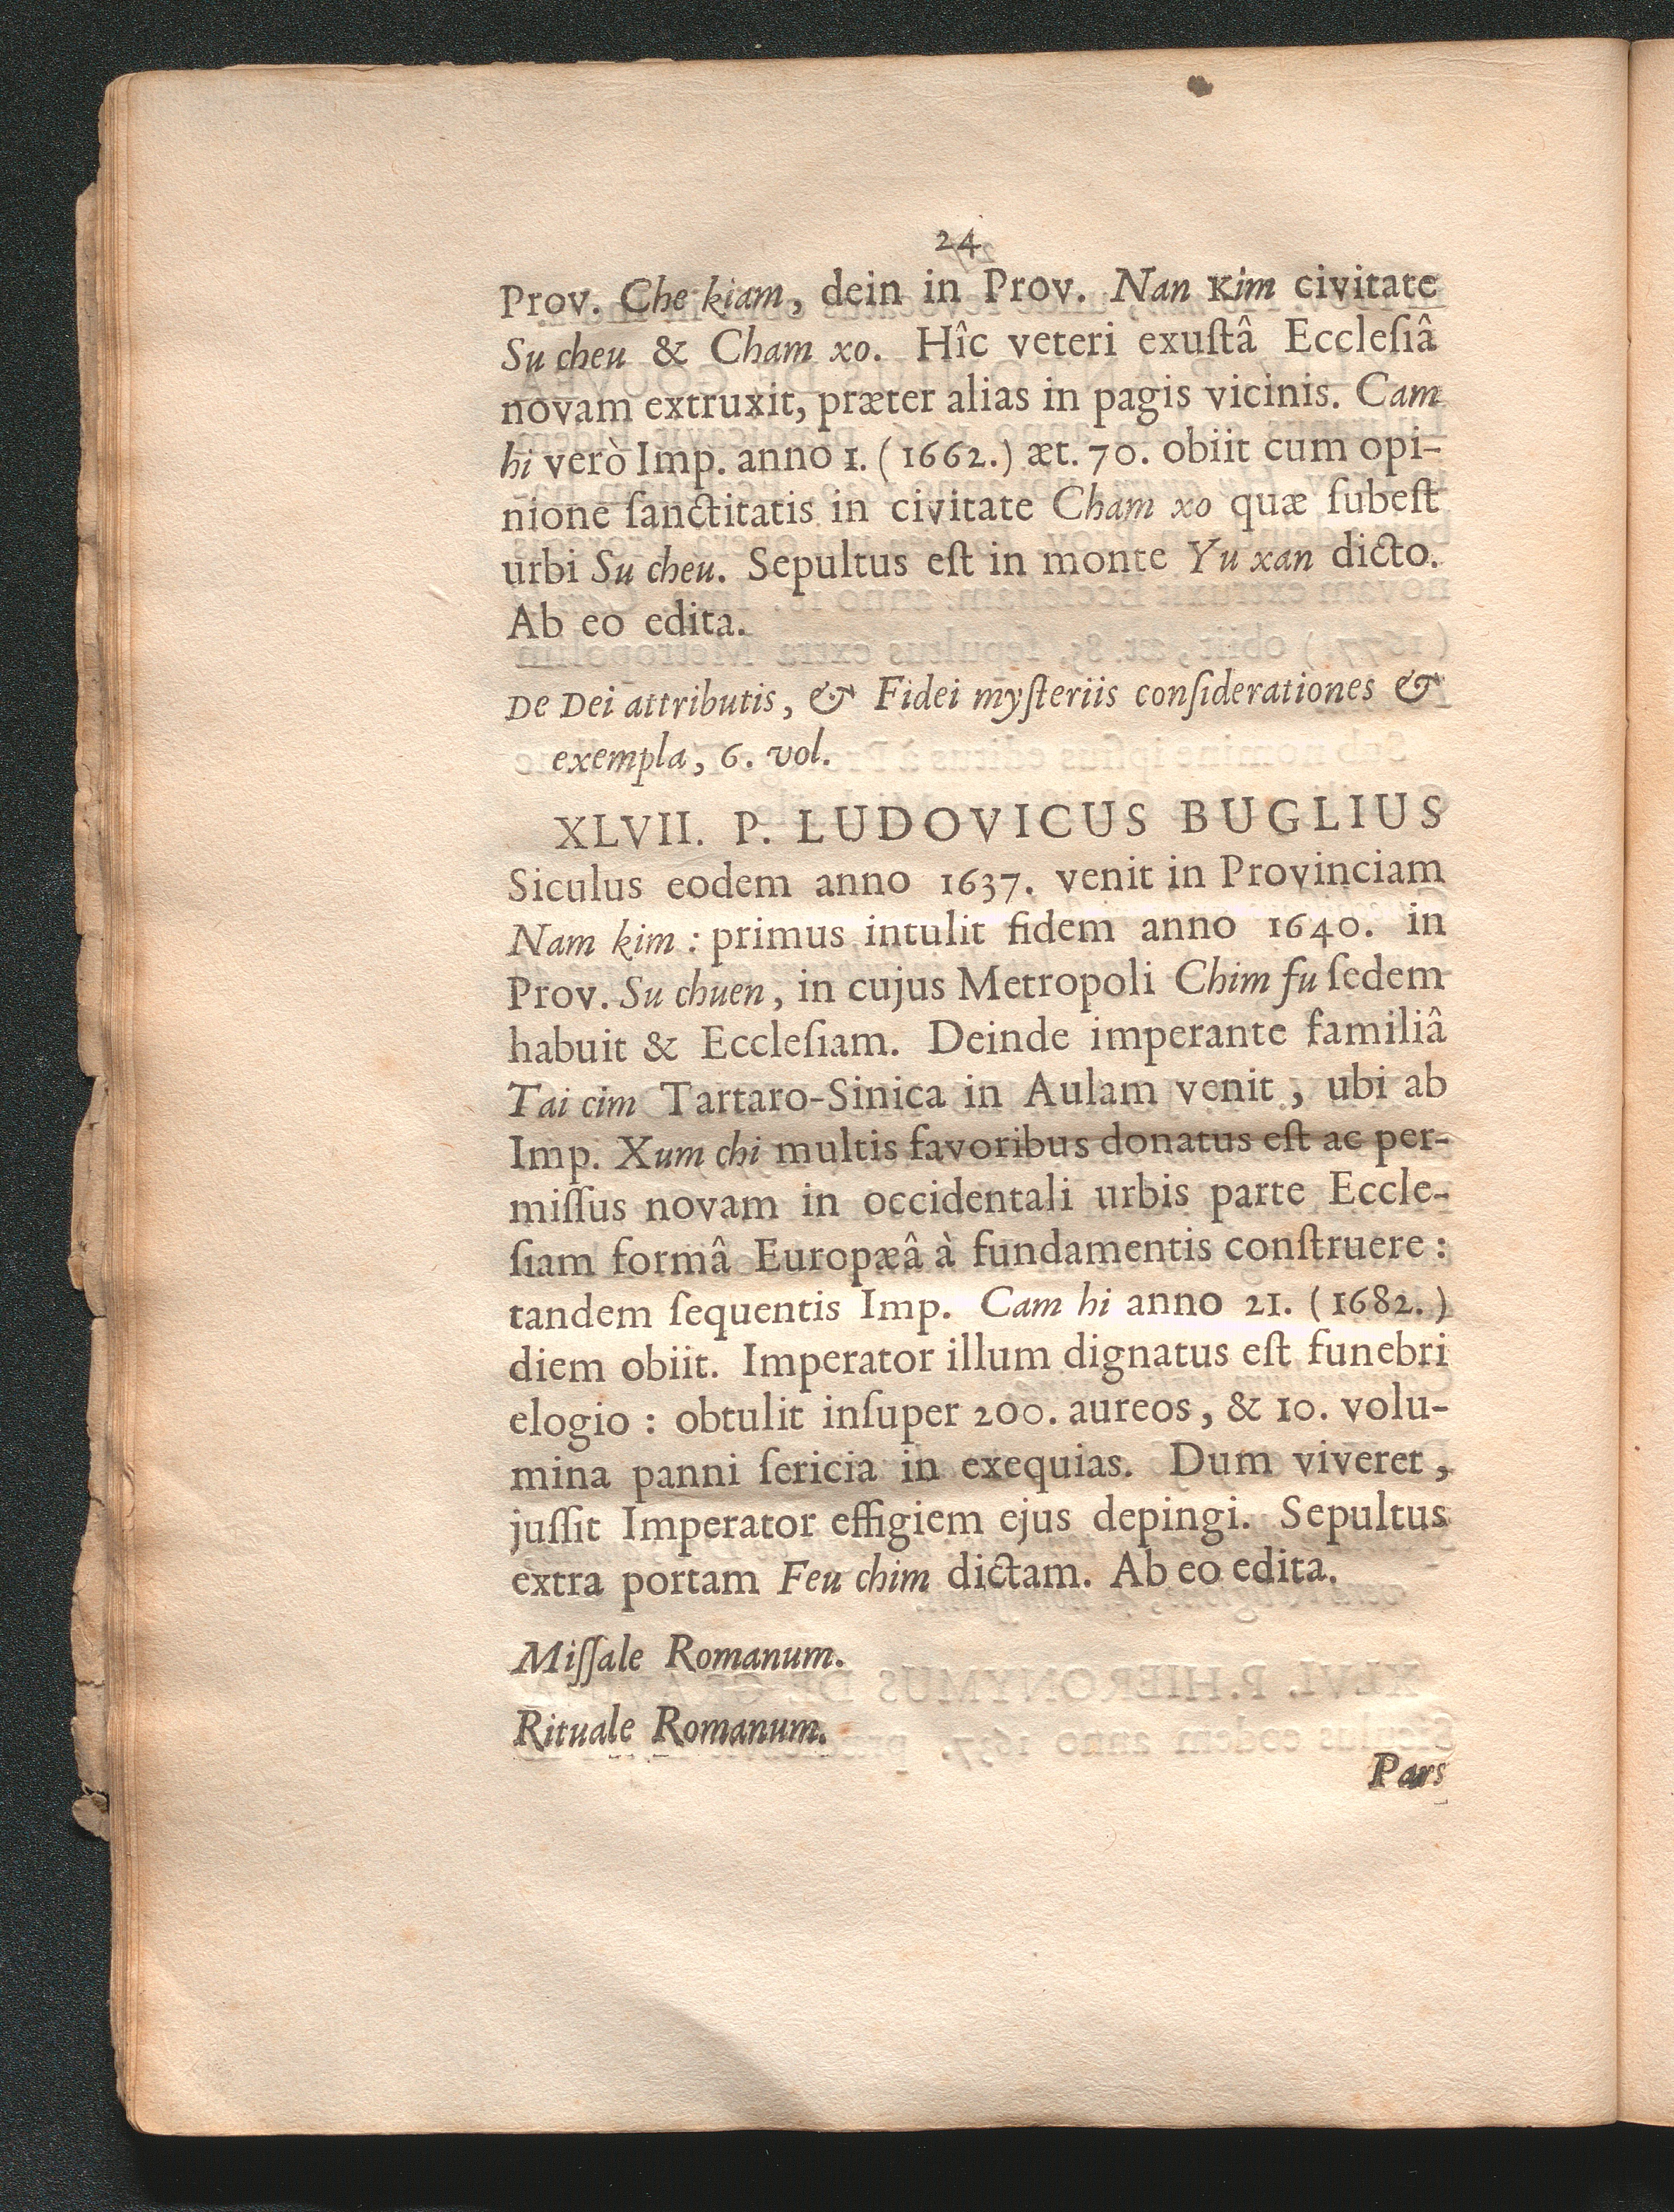 24
Prov. Che kiam, dein in Prov. Nan Kim civitate
Su cheu & Cham xo. Hîc veteri exuſtâ Eccleſiâ
novam extruxit, præter alias in pagis vicinis. Cam
hi verò Imp. anno 1. (1662.) æt. 70. obiit cum opi-
nione ſanctitatis in civitate Cham xo quæ ſubeſt
urbi Su cheu. Sepultus eſt in monte Yu xan dicto.
Ab eo edita.
De Dei attributis, & Fidei myſteriis conſiderationes &
exempla, 6. vol.
XLVII. P. LUDOVICUS BUGLIUS
Siculus eodem anno 1637. venit in Provinciam
Nam kim : primus intulit fidem anno 1640. in
Prov. Su chuen, in cujus Metropoli Chim fu ſedem
habuit & Eccleſiam. Deinde imperante familiâ
Tai cim Tartaro-Sinica in Aulam venit, ubi ab
Imp. Xum chi multis favoribus donatus eſt ac per-
miſſus novam in occidentali urbis parte Eccle-
ſiam formâ Europæâ à fundamentis conſtruere :
tandem ſequentis Imp. Cam hi anno 21. (1682.)
diem obiit. Imperator illum dignatus eſt funebri
elogio : obtulit inſuper 200. aureos, & 10. volu-
mina panni ſericia in exequias. Dum viveret,
juſſit Imperator effigiem ejus depingi. Sepultus
extra portam Feu chim dictam. Ab eo edita.
Miſſale Romanum.
Rituale Romanum.
Pars